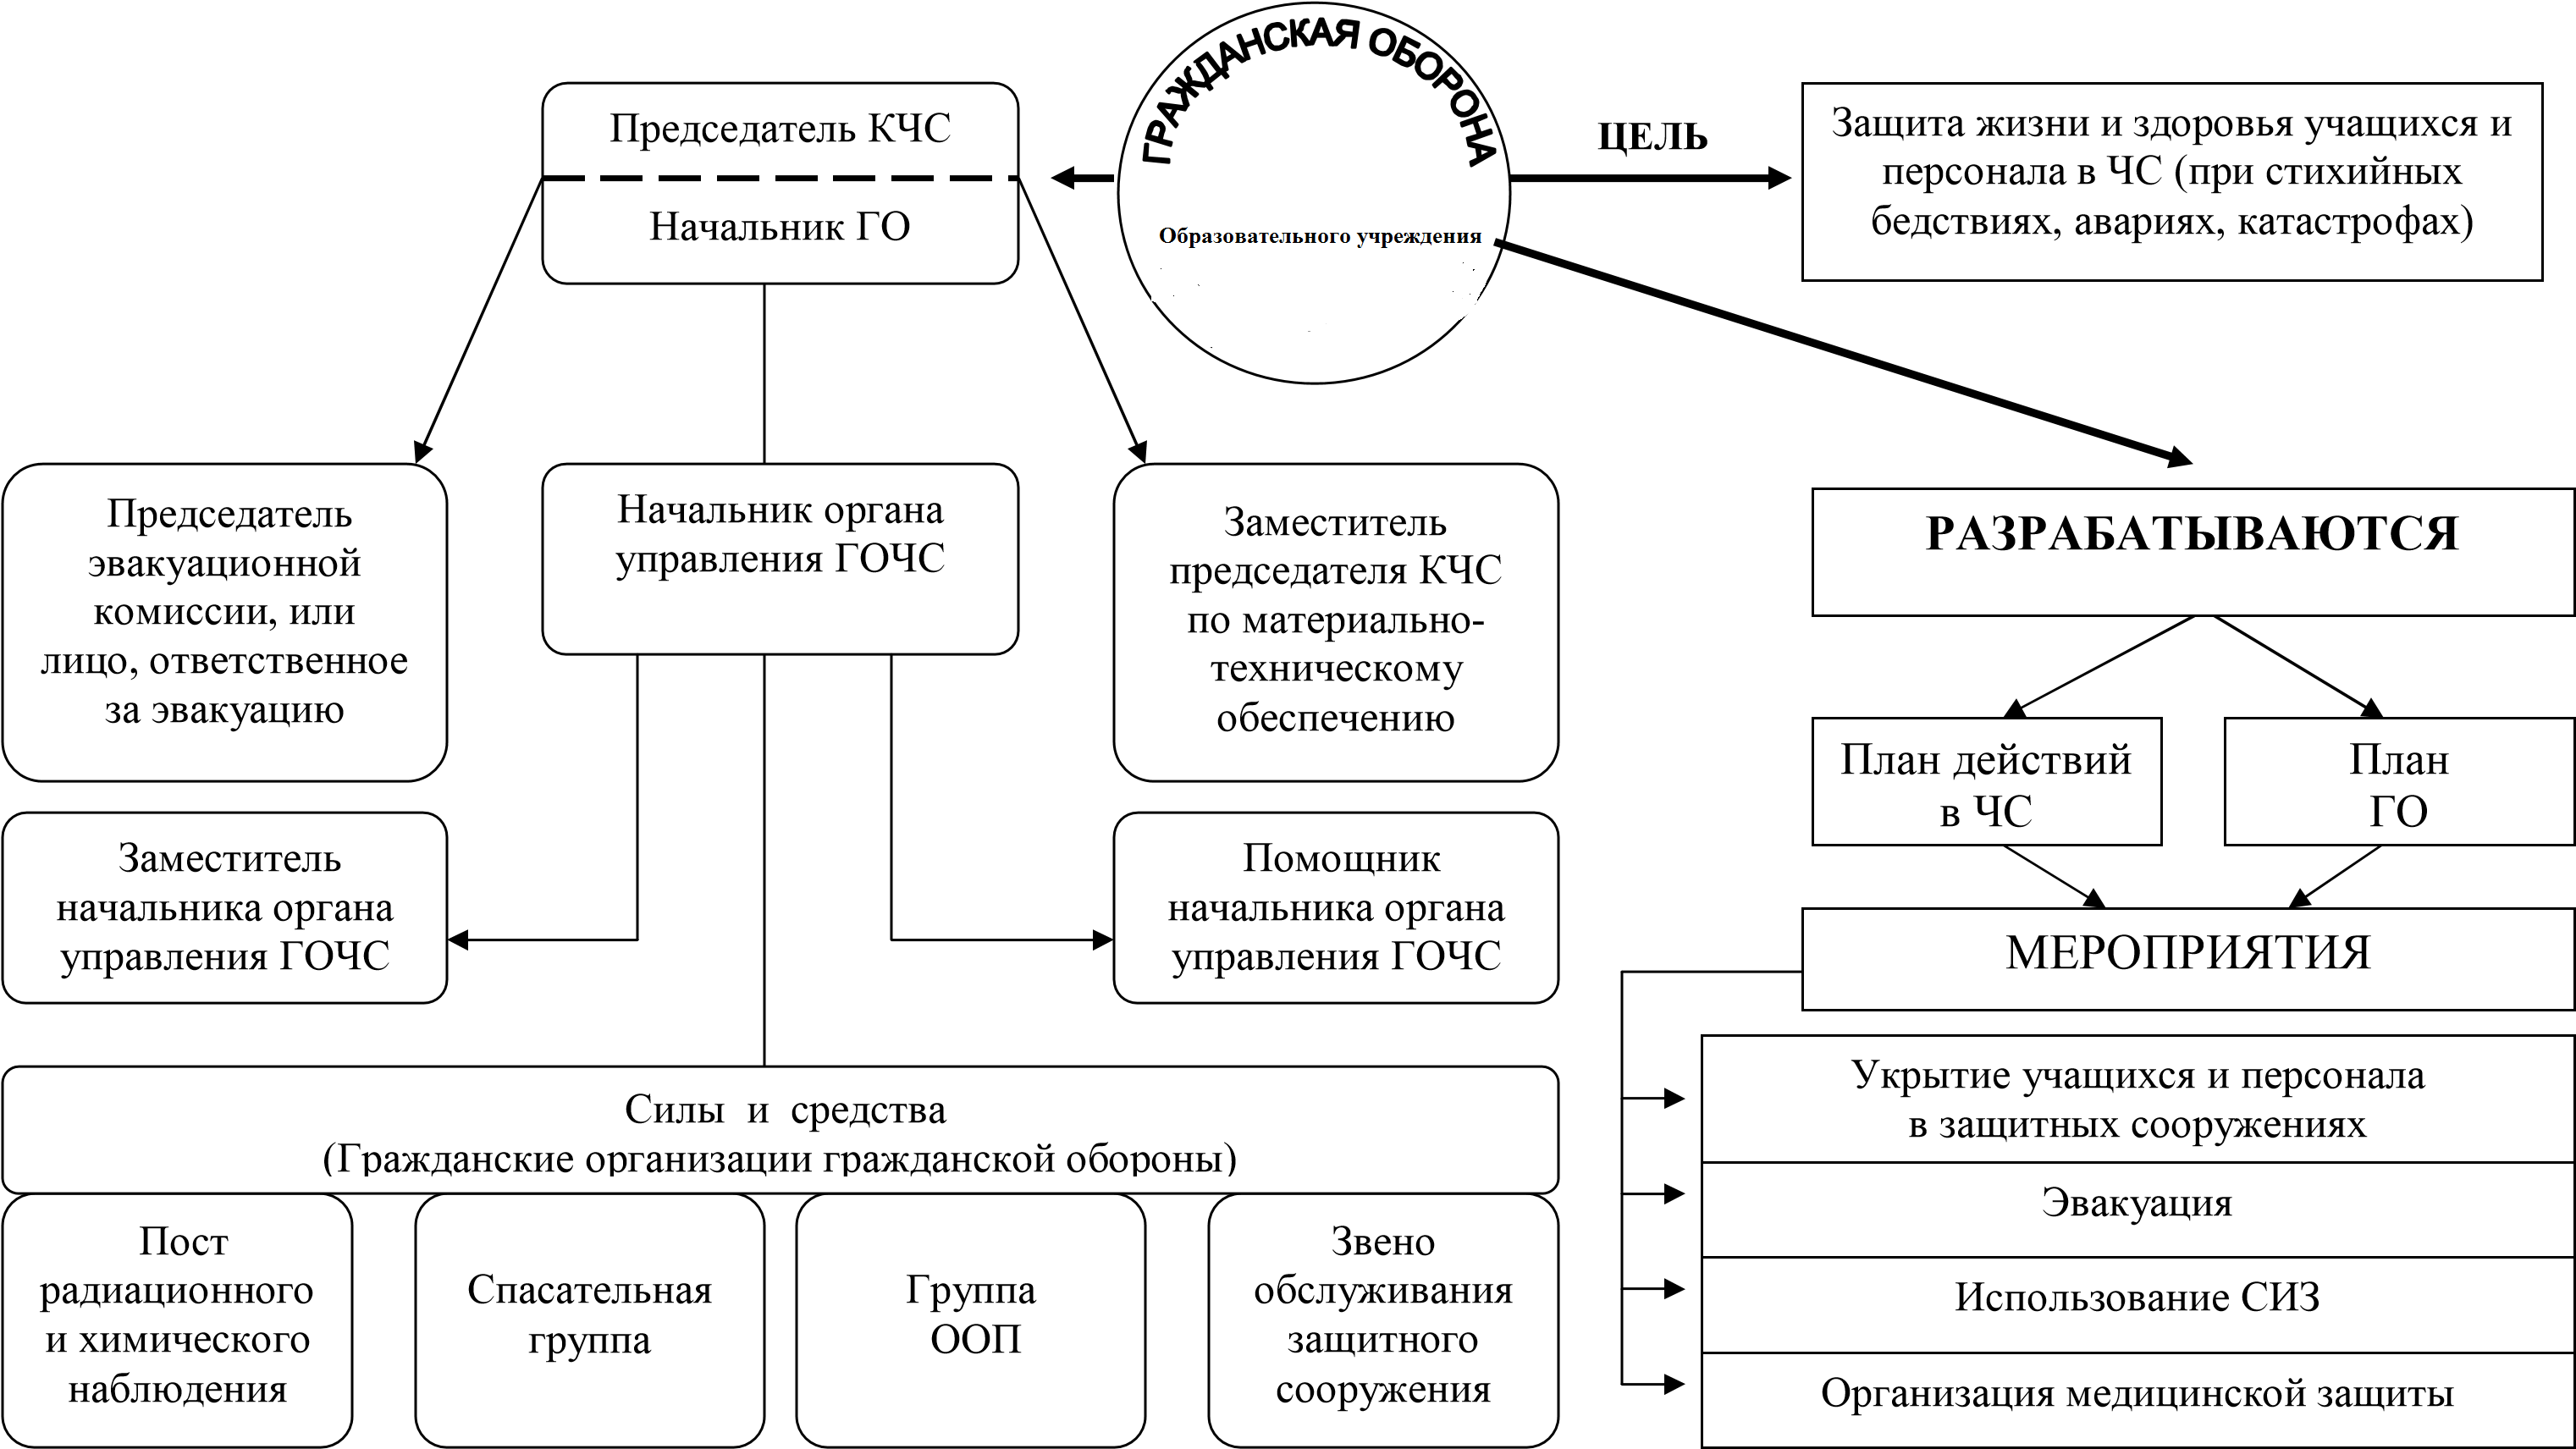 ГРАЖДАНСКАЯ ОБОРОНА
Образовательного учреждения
Председатель КЧС
Начальник ГО
ЦЕЛЬ
Защита жизни и здоровья учащихся и
персонала в ЧС (при стихийных
бедствиях, авариях, катастрофах)
Председатель
эвакуационной
комиссии, или
лицо, ответственное
за эвакуацию
Начальник органа
управления ГОЧС
Заместитель
председателя КЧС
по материально-
техническому
обеспечению
Заместитель
начальника органа
управления ГОЧС
Помощник
начальника органа
управления ГОЧС
Силы и средства
(Гражданские организации гражданской обороны)
Пост
радиационного
и химического
наблюдения
Спасательная
группа
Группа
ООП
Звено
обслуживания
защитного
сооружения
РАЗРАБАТЫВАЮТСЯ
План действий
в ЧС
План
ГО
МЕРОПРИЯТИЯ
Укрытие учащихся и персонала
в защитных сооружениях
Эвакуация
Использование СИЗ
Организация медицинской защиты